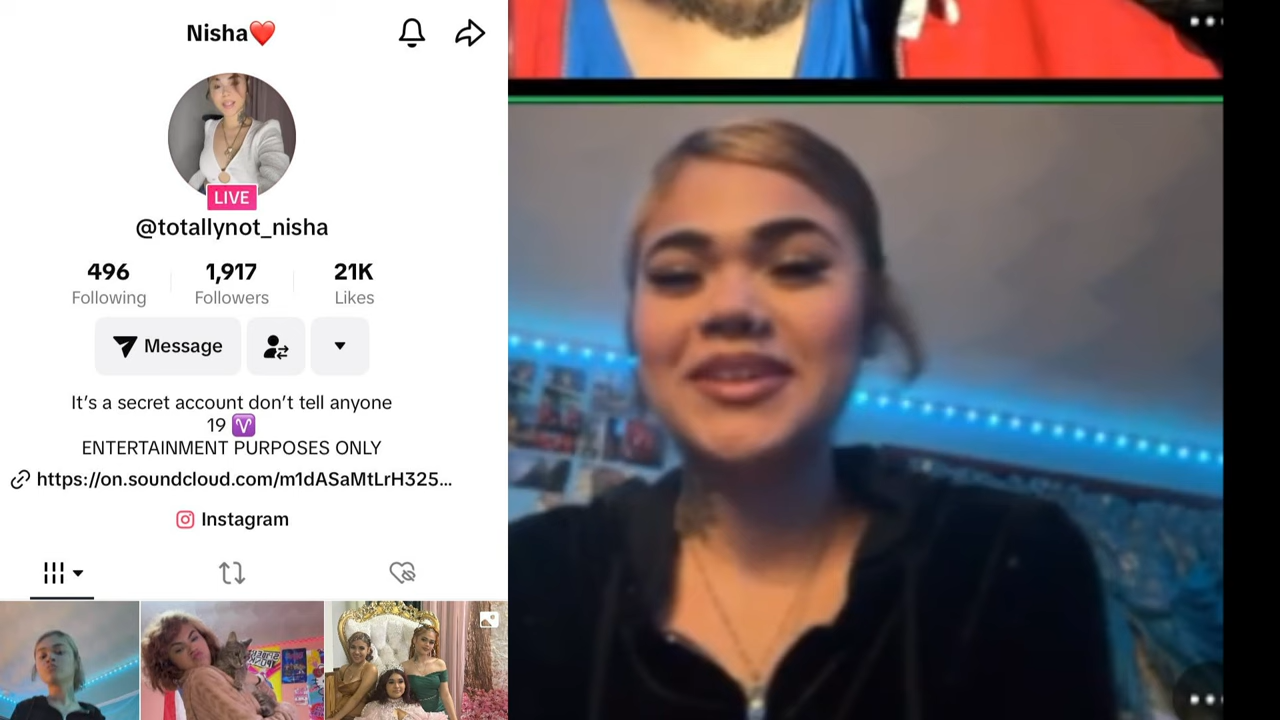 Nisha❤️
LIVE
@totallynot_nisha
496 1,917 21K
Following Followers Likes
Message
It’s a secret account don’t tell anyone
19 ♈
ENTERTAINMENT PURPOSES ONLY
https://on.soundcloud.com/m1dASaMtLrH325...
Instagram